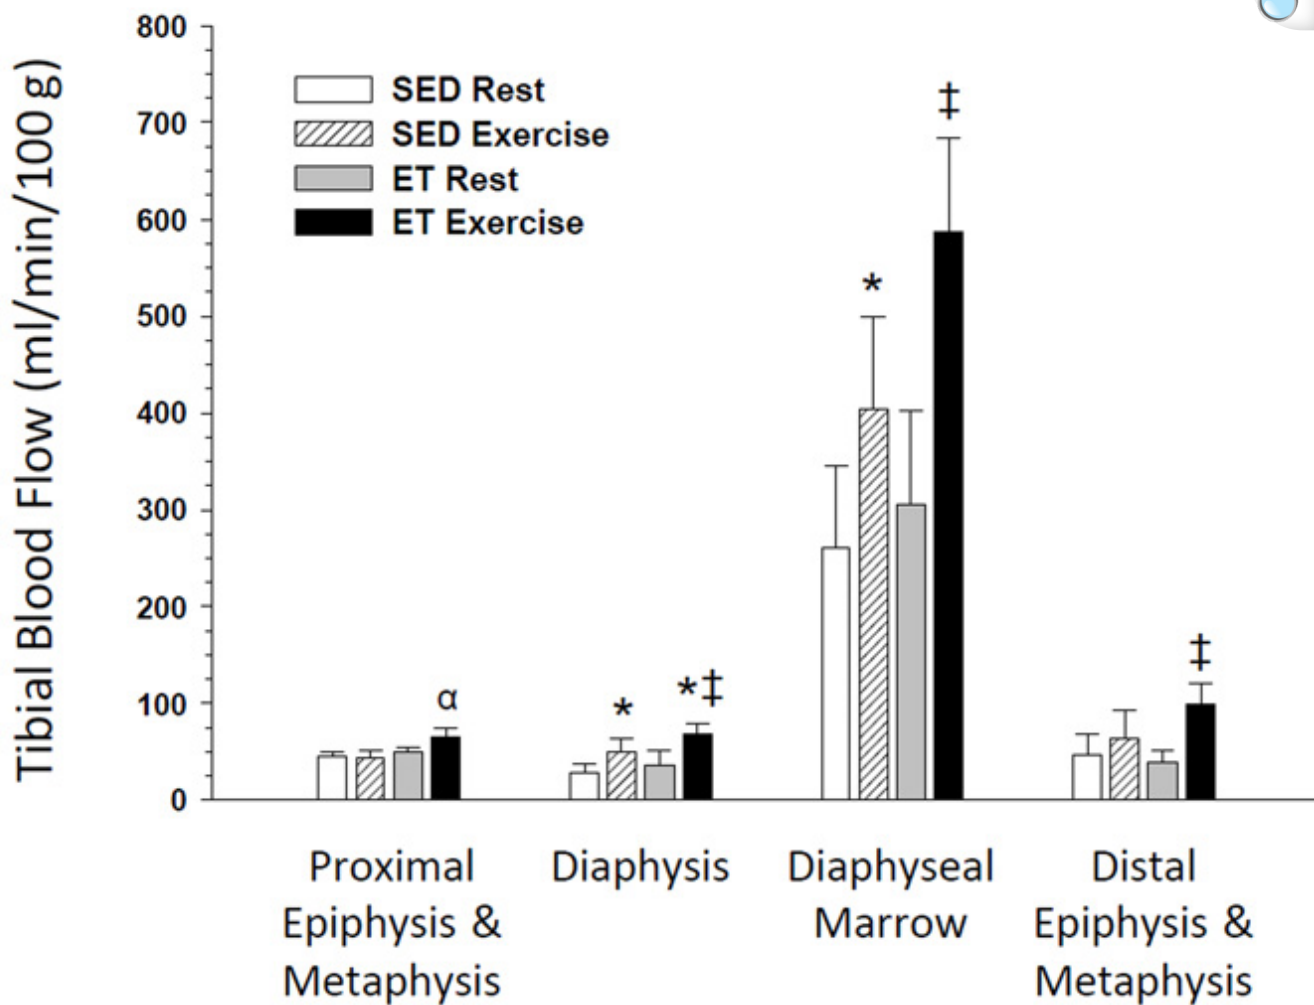 Tibial Blood Flow (ml/min/100 g)
800
700
600
500
400
300
200
100
0
SED Rest
SED Exercise
ET Rest
ET Exercise
α
*
*‡
*
‡
‡
Proximal
Epiphysis &
Metaphysis
Diaphysis
Diaphyseal
Marrow
Distal
Epiphysis &
Metaphysis